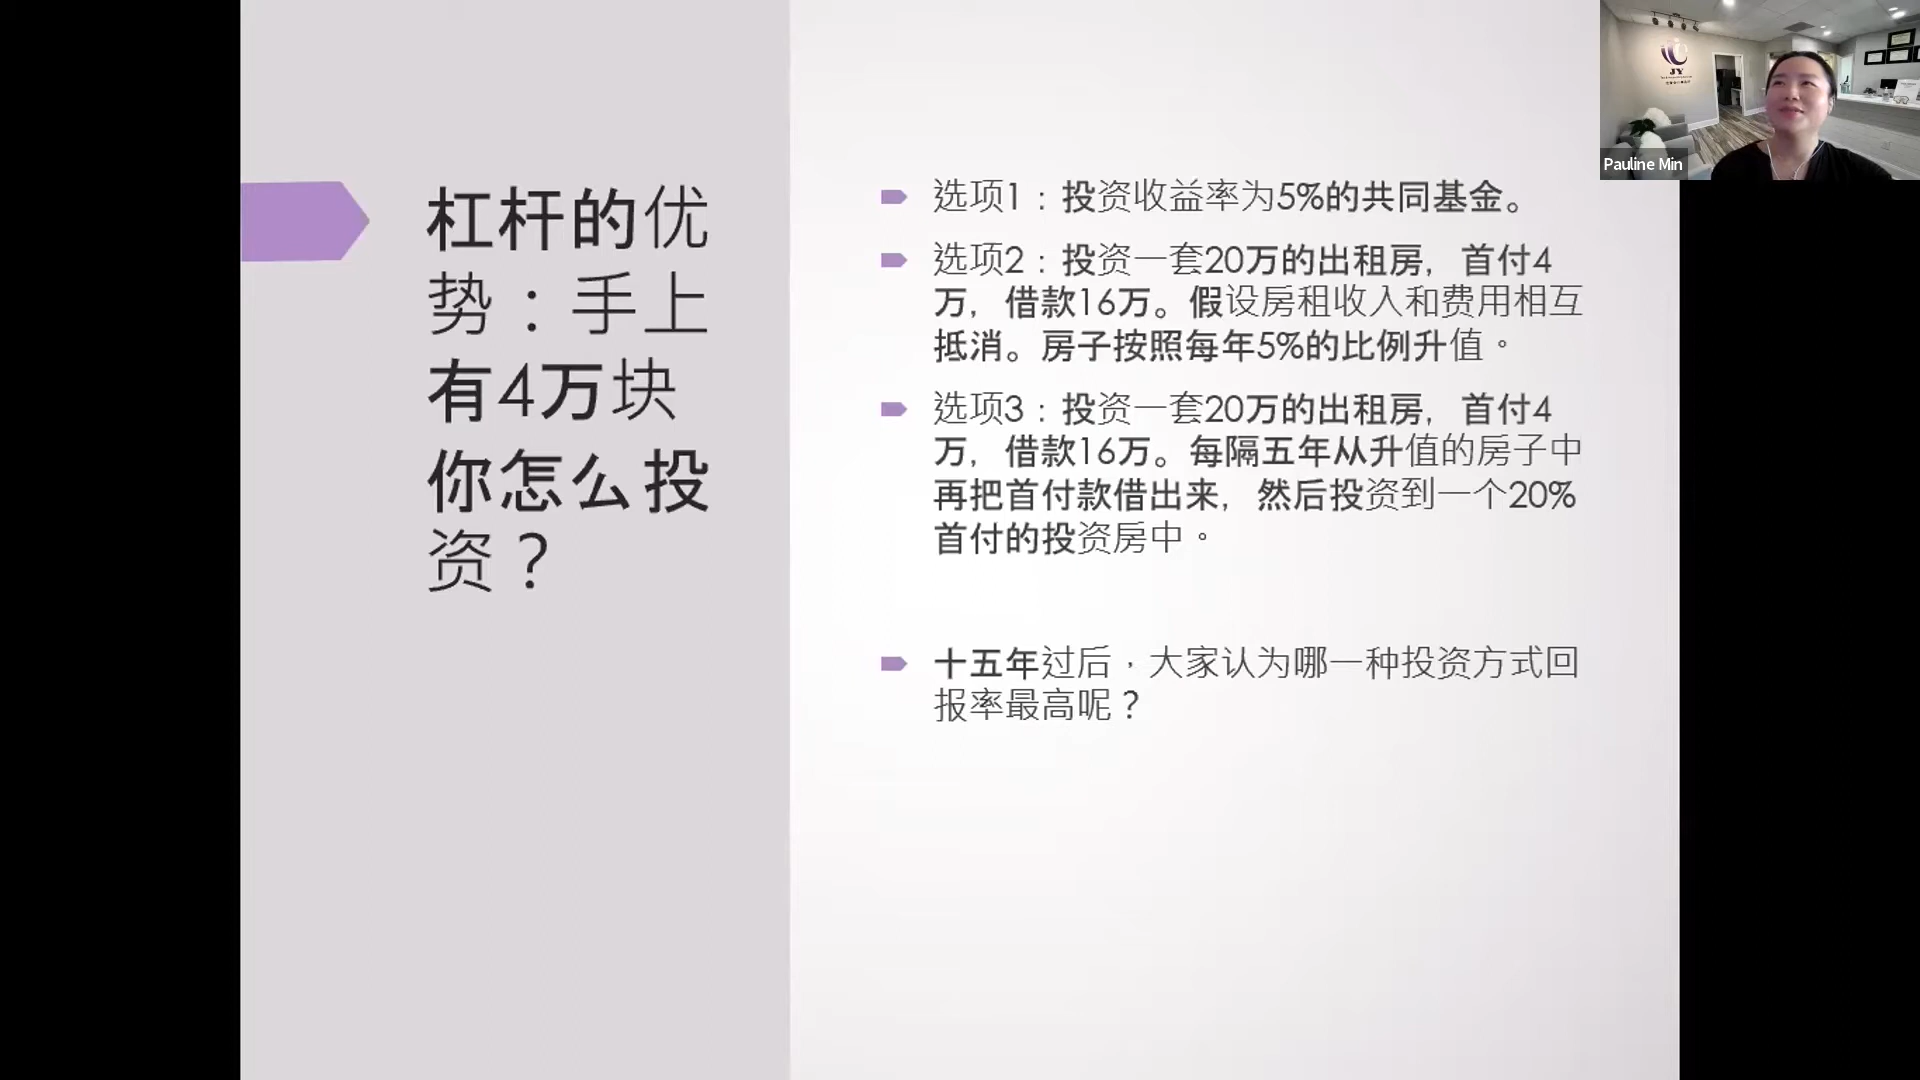 杠杆的优
势：手上
有4万块
你怎么投
资？
选项1：投资收益率为5%的共同基金。
选项2：投资一套20万的出租房，首付4
万，借款16万。假设房租收入和费用相互
抵消。房子按照每年5%的比例升值。
选项3：投资一套20万的出租房，首付4
万，借款16万。每隔五年从升值的房子中
再把首付款借出来，然后投资到一个20%
首付的投资房中。
十五年过后，大家认为哪一种投资方式回
报率最高呢？
JY
Pauline Min